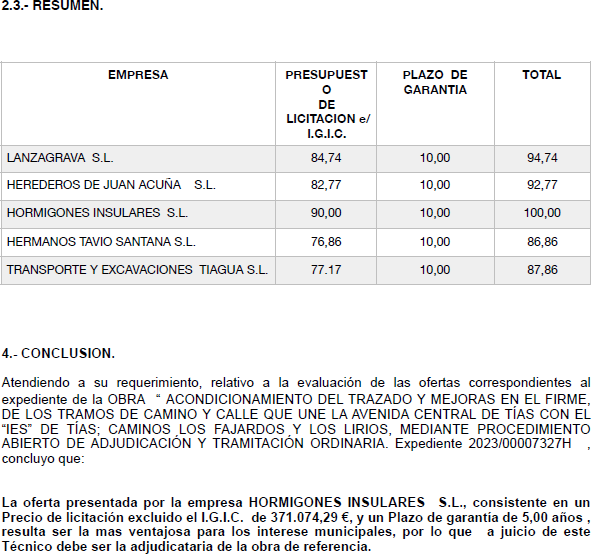 2.3.- RESUMEN.
EMPRESA PRESUPUEST
O
DE
LICITACION e/
I.G.I.C. PLAZO DE
GARANTIA TOTAL
LANZAGRAVA S.L. 84,74 10,00 94,74
HEREDEROS DE JUAN ACUÑA S.L. 82,77 10,00 92,77
HORMIGONES INSULARES S.L. 90,00 10,00 100,00
HERMANOS TAVIO SANTANA S.L. 76,86 10,00 86,86
TRANSPORTE Y EXCAVACIONES TIAGUA S.L. 77.17 10,00 87,86
4.- CONCLUSION.
Atendiendo a su requerimiento, relativo a la evaluación de las ofertas correspondientes al
expediente de la OBRA “ ACONDICIONAMIENTO DEL TRAZADO Y MEJORAS EN EL FIRME,
DE LOS TRAMOS DE CAMINO Y CALLE QUE UNE LA AVENIDA CENTRAL DE TÍAS CON EL
“IES” DE TÍAS; CAMINOS LOS FAJARDOS Y LOS LIRIOS, MEDIANTE PROCEDIMIENTO
ABIERTO DE ADJUDICACIÓN Y TRAMITACIÓN ORDINARIA. Expediente 2023/00007327H ,
concluyo que:
La oferta presentada por la empresa HORMIGONES INSULARES S.L., consistente en un
Precio de licitación excluido el I.G.I.C. de 371.074,29 €, y un Plazo de garantía de 5,00 años ,
resulta ser la mas ventajosa para los interese municipales, por lo que a juicio de este
Técnico debe ser la adjudicataria de la obra de referencia.